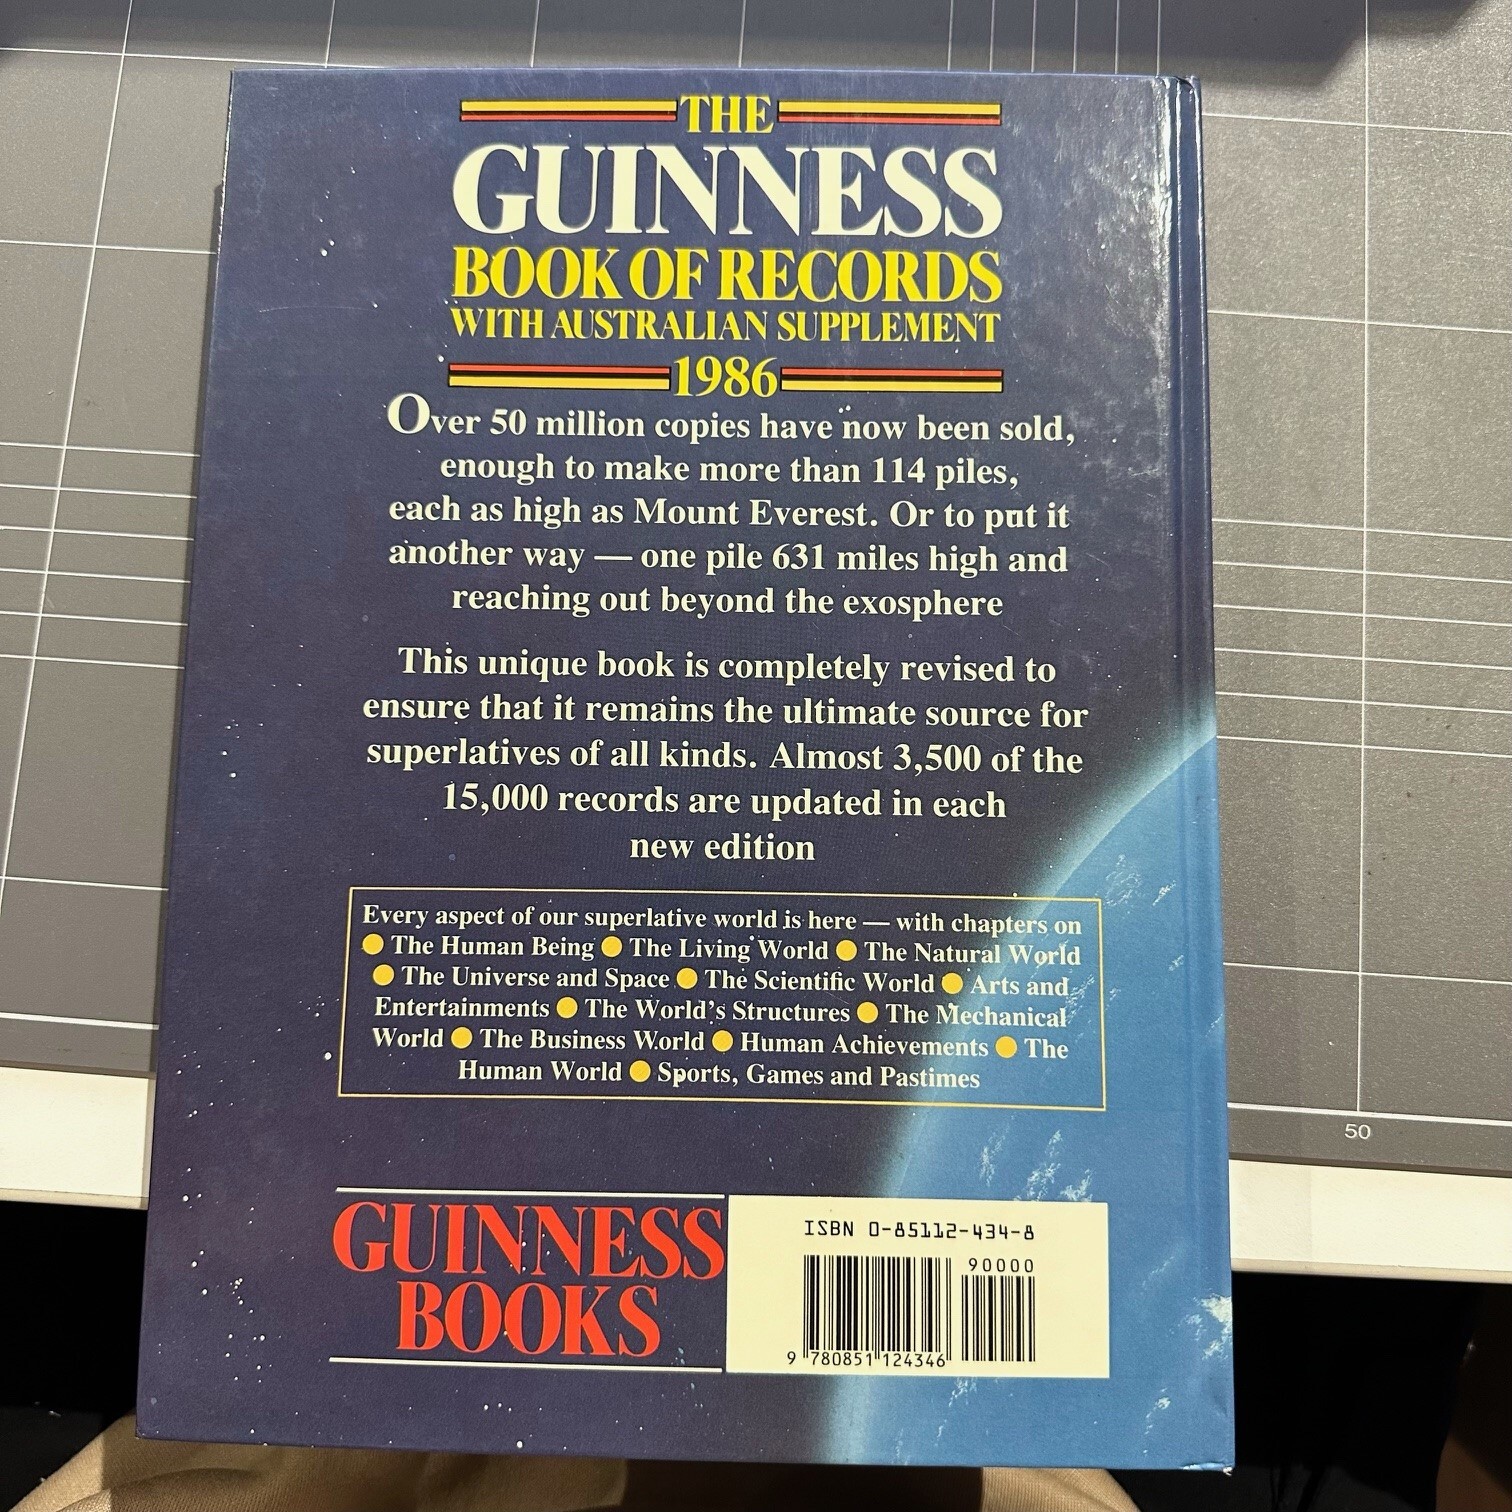 THE
GUINNESS
BOOK OF RECORDS
WITH AUSTRALIAN SUPPLEMENT
1986
Over 50 million copies have now been sold,
enough to make more than 114 piles,
each as high as Mount Everest. Or to put it
another way — one pile 631 miles high and
reaching out beyond the exosphere
This unique book is completely revised to
ensure that it remains the ultimate source for
superlatives of all kinds. Almost 3,500 of the
15,000 records are updated in each
new edition
Every aspect of our superlative world is here — with chapters on
● The Human Being ● The Living World ● The Natural World
● The Universe and Space ● The Scientific World ● Arts and
Entertainments ● The World's Structures ● The Mechanical
World ● The Business World ● Human Achievements ● The
Human World ● Sports, Games and Pastimes
50
GUINNESS
BOOKS
ISBN 0-85112-434-8
90000
9 780851 124346